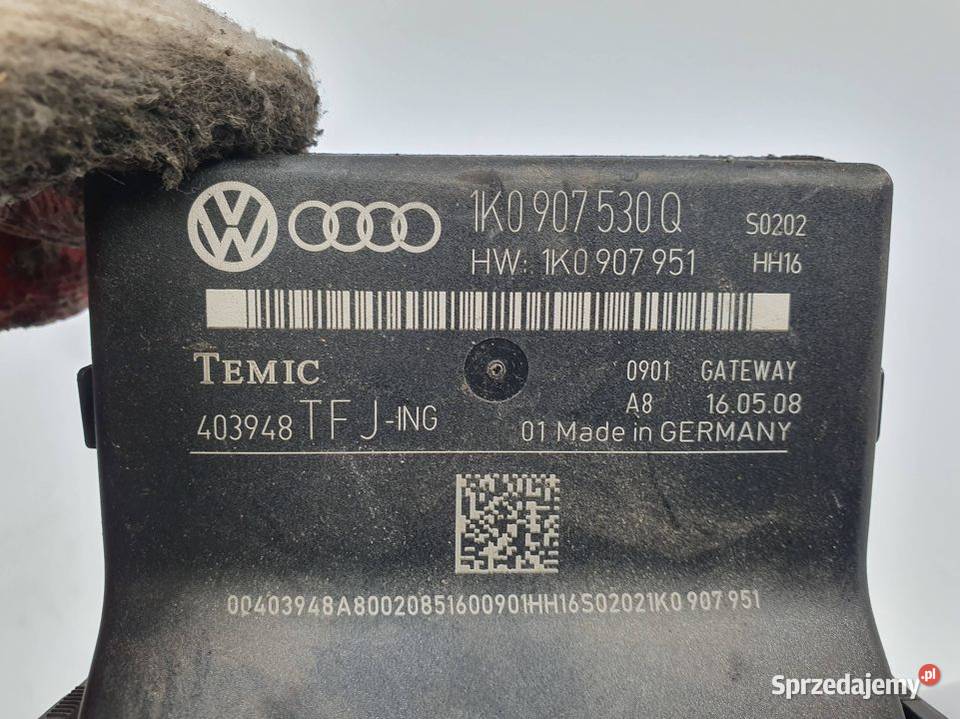 1K0 907 530 Q S0202
HW: 1K0 907 951 HH16
TEMIC 0901 GATEWAY
A8 16.05.08
403948 TFJ-ING 01 Made in GERMANY
00403948A80020851600901HH16S02021K0 907 951
Sprzedajemy.pl